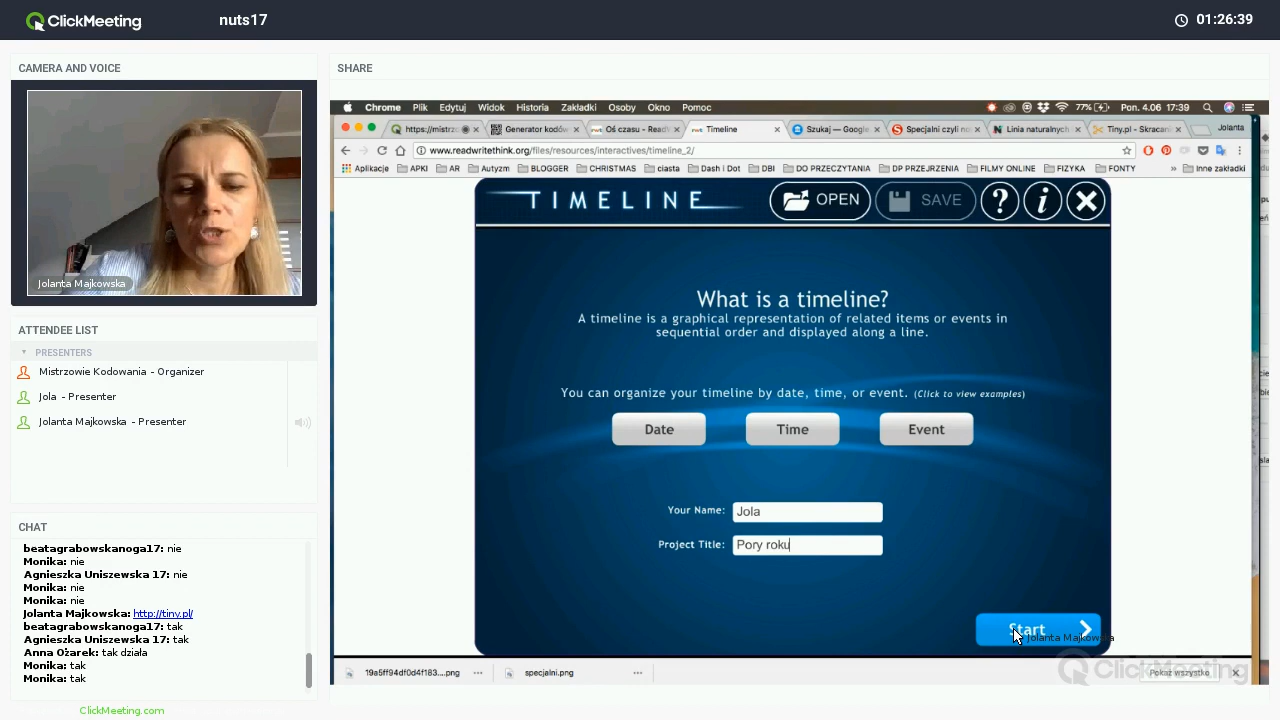 ClickMeeting
nuts17
01:26:39
CAMERA AND VOICE
Jolanta Majkowska
ATTENDEE LIST
PRESENTERS
Mistrzowie Kodowania - Organizer
Jola - Presenter
Jolanta Majkowska - Presenter
CHAT
beatagrabowskanoga17: nie
Monika: nie
Agnieszka Uniszewska 17: nie
Monika: nie
Monika: nie
Jolanta Majkowska: http://tiny.pl/
beatagrabowskanoga17: tak
Agnieszka Uniszewska 17: tak
Anna Ożarek: tak działa
Monika: tak
Monika: tak
ClickMeeting.com
SHARE
Chrome Plik Edytuj Widok Historia Zakładki Osoby Okno Pomoc
77% Pon. 4.06 17:39
https://mistrz Generator kodów Oś czasu - Read Timeline Szukaj — Google Specjalni czyli no Linia naturalnych Tiny.pl - Skracan Jolanta
www.readwritethink.org/files/resources/interactives/timeline_2/
Aplikacje APKI AR Autyzm BLOGGER CHRISTMAS ciasta Dash i Dot DBI DO PRZECZYTANIA DP PRZEJRZENIA FILMY ONLINE FIZYKA FONTY » Inne zakładki
TIMELINE
OPEN
SAVE
?
i
What is a timeline?
A timeline is a graphical representation of related items or events in
sequential order and displayed along a line.
You can organize your timeline by date, time, or event. (Click to view examples)
Date
Time
Event
Your Name: Jola
Project Title: Pory roku
Start
Jolanta Majkowska
19a5ff94df0d4f183....png
specjalni.png
Pokaż wszystko
ClickMeeting